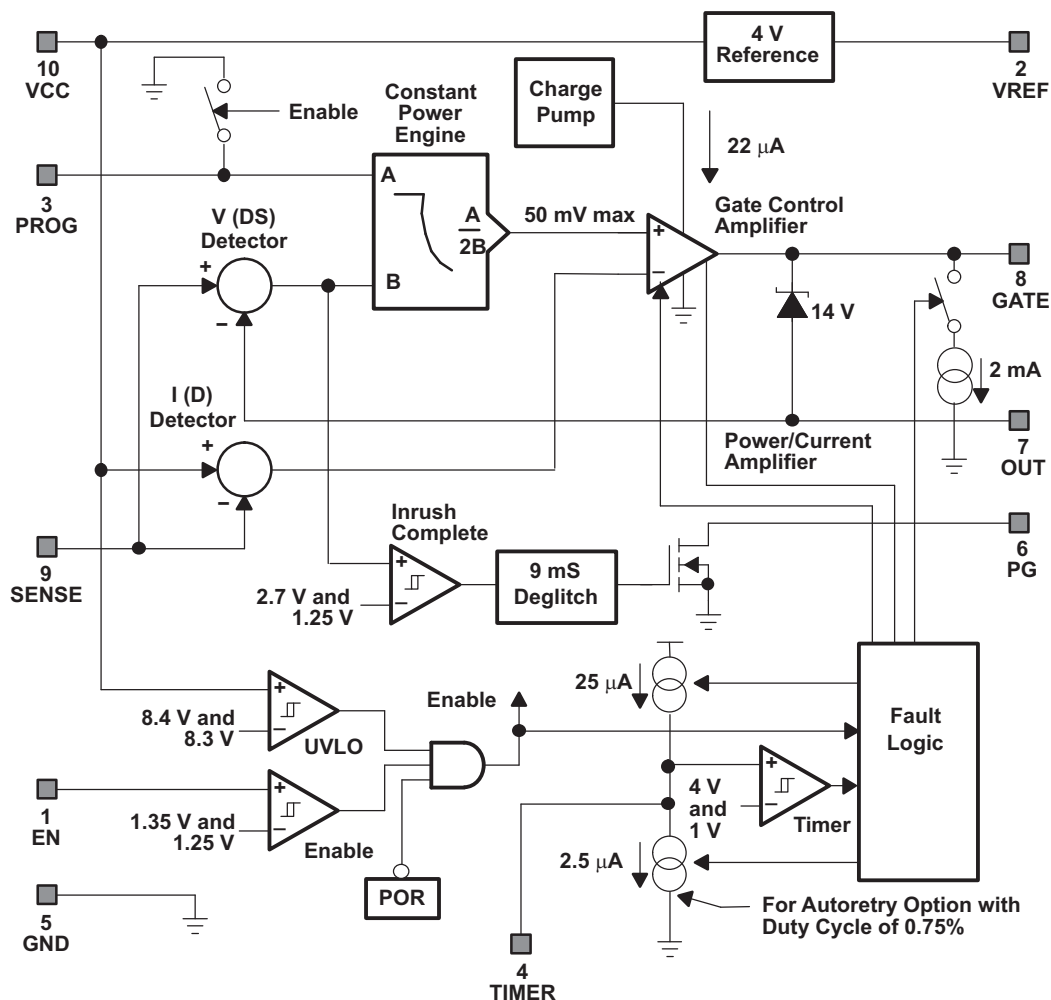 10
VCC
4 V
Reference
2
VREF
Enable
Constant
Power
Engine
Charge
Pump
22 μA
3
PROG
A
B
A
2B
50 mV max
+
−
Gate Control
Amplifier
V (DS)
Detector
+
−
14 V
8
GATE
2 mA
I (D)
Detector
+
−
Power/Current
Amplifier
7
OUT
9
SENSE
Inrush
Complete
+
−
2.7 V and
1.25 V
9 mS
Deglitch
6
PG
8.4 V and
8.3 V
+
−
UVLO
Enable
25 μA
Fault
Logic
1
EN
1.35 V and
1.25 V
+
−
Enable
4 V
and
1 V
+
−
Timer
2.5 μA
POR
5
GND
For Autoretry Option with
Duty Cycle of 0.75%
4
TIMER